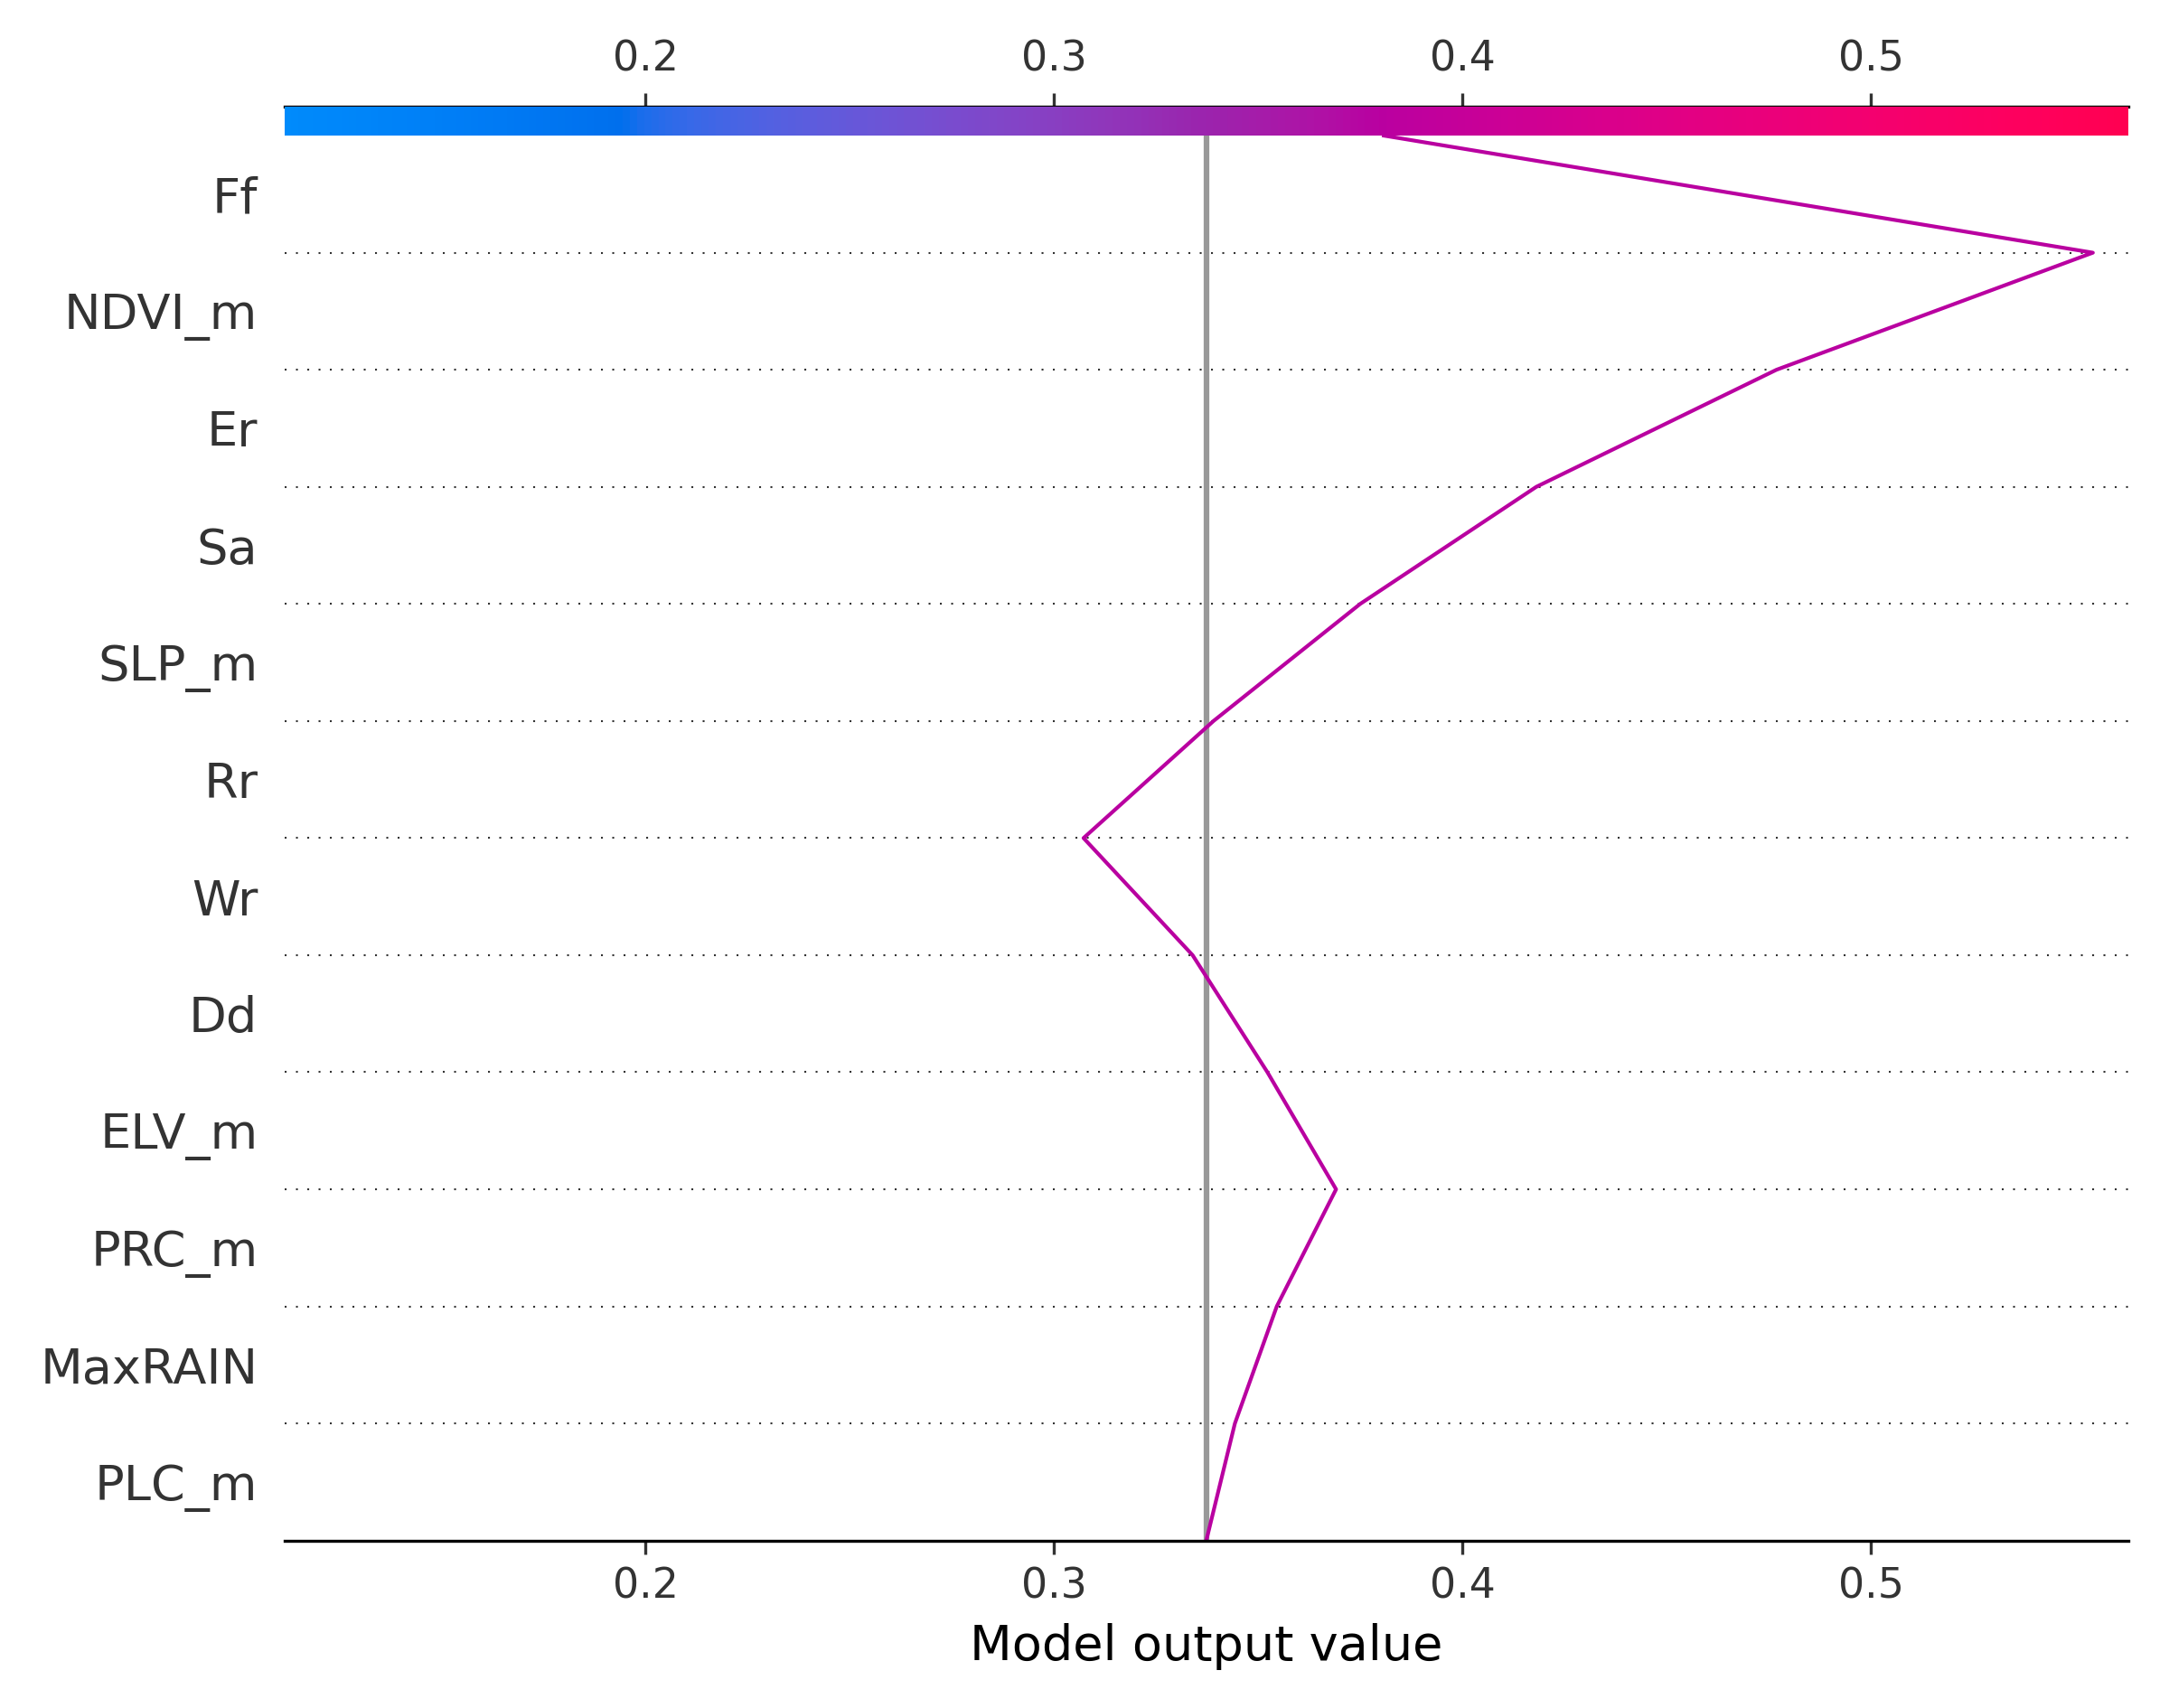 0.2 0.3 0.4 0.5
Ff
NDVI_m
Er
Sa
SLP_m
Rr
Wr
Dd
ELV_m
PRC_m
MaxRAIN
PLC_m
0.2 0.3 0.4 0.5
Model output value